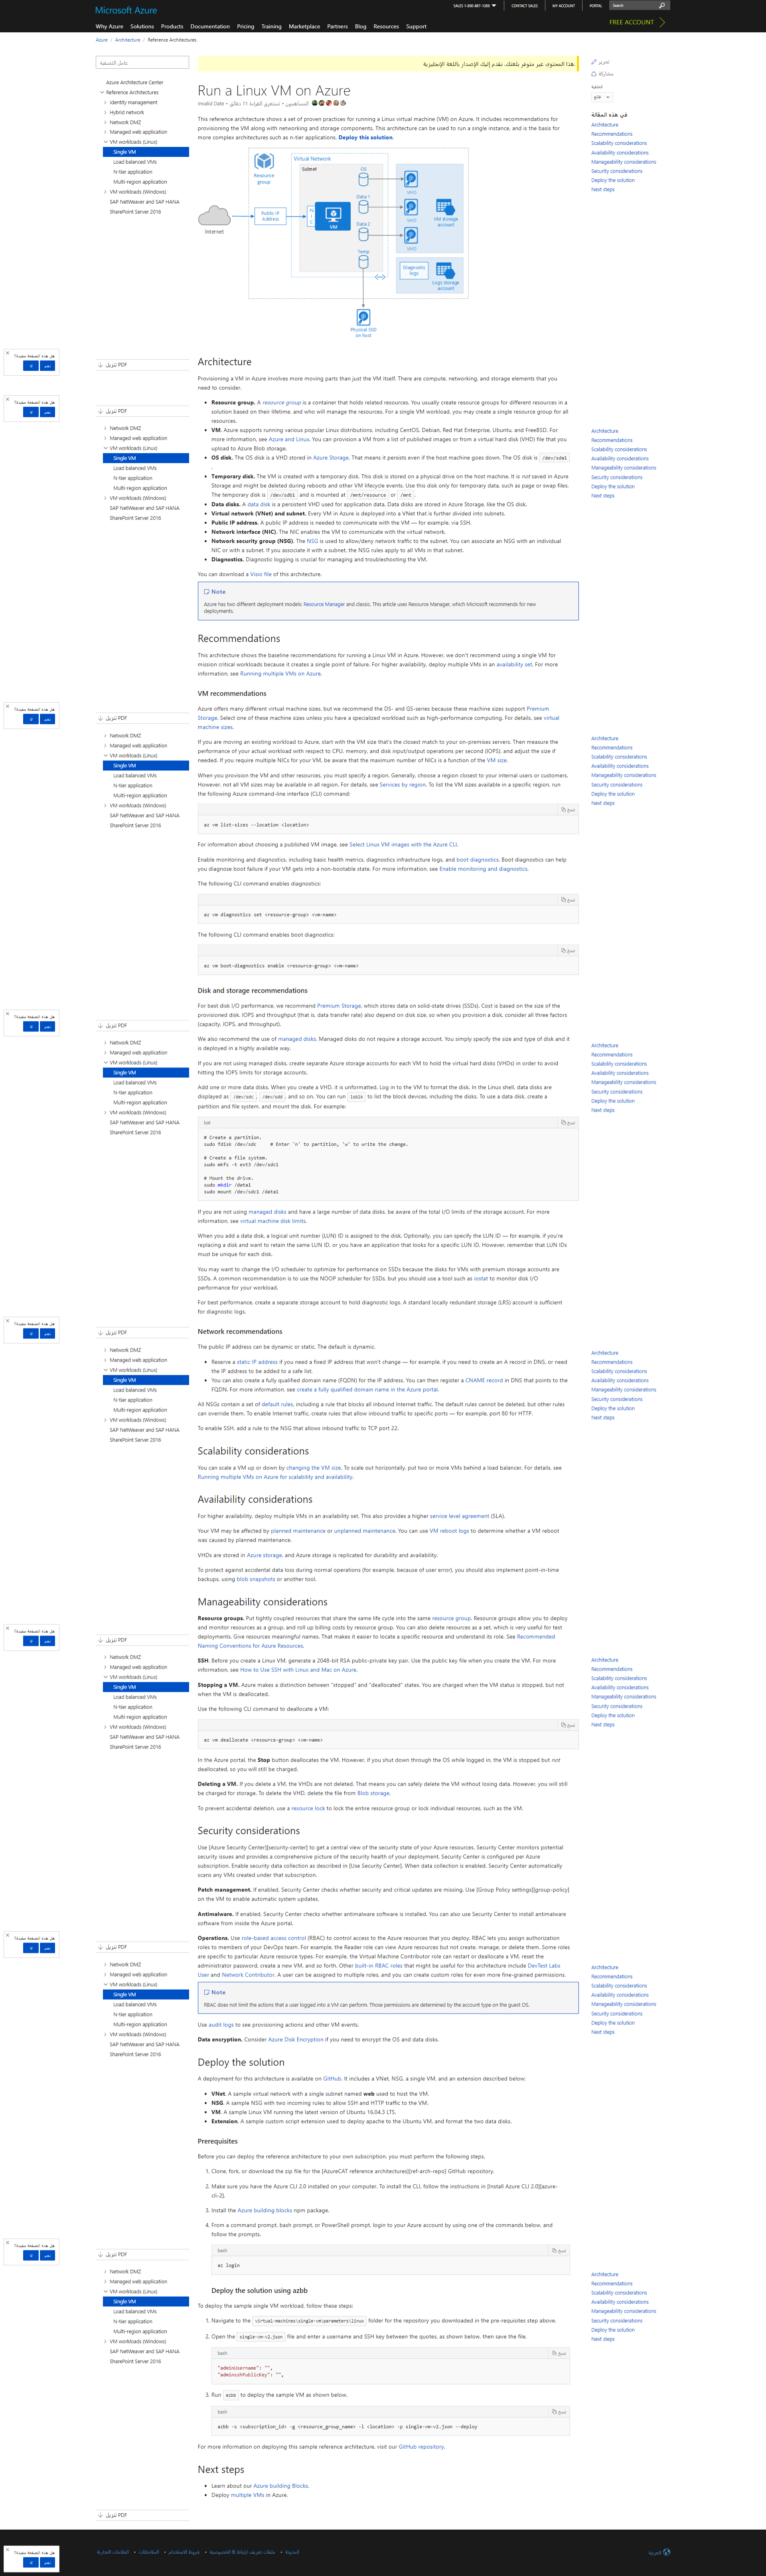 Microsoft Azure
SALES 1-800-867-1389
CONTACT SALES
MY ACCOUNT
PORTAL
Search
Why Azure Solutions Products Documentation Pricing Training Marketplace Partners Blog Resources Support
FREE ACCOUNT
Azure / Architecture / Reference Architectures
عامل التصفية
Azure Architecture Center
Reference Architectures
Identity management
Hybrid network
Network DMZ
Managed web application
VM workloads (Linux)
Single VM
Load balanced VMs
N-tier application
Multi-region application
VM workloads (Windows)
SAP NetWeaver and SAP HANA
SharePoint Server 2016
هذا المحتوى غير متوفر بلغتك. نقدم إليك الإصدار باللغة الإنجليزية.
Run a Linux VM on Azure
Invalid Date • تستغرق القراءة 11 دقائق • المساهمون
This reference architecture shows a set of proven practices for running a Linux virtual machine (VM) on Azure. It includes recommendations for
provisioning the VM along with networking and storage components. This architecture can be used to run a single instance, and is the basis for
more complex architectures such as n-tier applications. Deploy this solution.
Resource group
Virtual Network
Subnet
Internet
Public IP Address
VM
OS
Data 1
Data 2
Temp
VHD
VHD
VHD
VM storage account
Diagnostic logs
Logs storage account
Physical SSD on host
تحرير
مشاركة
فاتح
في هذه المقالة
Architecture
Recommendations
Scalability considerations
Availability considerations
Manageability considerations
Security considerations
Deploy the solution
Next steps
هل هذه الصفحة مفيدة؟
نعم
لا
تنزيل PDF
Architecture
Provisioning a VM in Azure involves more moving parts than just the VM itself. There are compute, networking, and storage elements that you
need to consider.
• Resource group. A resource group is a container that holds related resources. You usually create resource groups for different resources in a
solution based on their lifetime, and who will manage the resources. For a single VM workload, you may create a single resource group for all
resources.
• VM. Azure supports running various popular Linux distributions, including CentOS, Debian, Red Hat Enterprise, Ubuntu, and FreeBSD. For
more information, see Azure and Linux. You can provision a VM from a list of published images or from a virtual hard disk (VHD) file that you
upload to Azure Blob storage.
• OS disk. The OS disk is a VHD stored in Azure Storage. That means it persists even if the host machine goes down. The OS disk is /dev/sda1
.
• Temporary disk. The VM is created with a temporary disk. This disk is stored on a physical drive on the host machine. It is not saved in Azure
Storage and might be deleted during reboots and other VM lifecycle events. Use this disk only for temporary data, such as page or swap files.
The temporary disk is /dev/sdb1 and is mounted at /mnt/resource or /mnt .
• Data disks. A data disk is a persistent VHD used for application data. Data disks are stored in Azure Storage, like the OS disk.
• Virtual network (VNet) and subnet. Every VM in Azure is deployed into a VNet that is further divided into subnets.
• Public IP address. A public IP address is needed to communicate with the VM — for example, via SSH.
• Network interface (NIC). The NIC enables the VM to communicate with the virtual network.
• Network security group (NSG). The NSG is used to allow/deny network traffic to the subnet. You can associate an NSG with an individual
NIC or with a subnet. If you associate it with a subnet, the NSG rules apply to all VMs in that subnet.
• Diagnostics. Diagnostic logging is crucial for managing and troubleshooting the VM.
You can download a Visio file of this architecture.
Note
Azure has two different deployment models: Resource Manager and classic. This article uses Resource Manager, which Microsoft recommends for new
deployments.
Recommendations
This architecture shows the baseline recommendations for running a Linux VM in Azure. However, we don't recommend using a single VM for
mission critical workloads because it creates a single point of failure. For higher availability, deploy multiple VMs in an availability set. For more
information, see Running multiple VMs on Azure.
VM recommendations
Azure offers many different virtual machine sizes, but we recommend the DS- and GS-series because these machine sizes support Premium
Storage. Select one of these machine sizes unless you have a specialized workload such as high-performance computing. For details, see virtual
machine sizes.
If you are moving an existing workload to Azure, start with the VM size that's the closest match to your on-premises servers. Then measure the
performance of your actual workload with respect to CPU, memory, and disk input/output operations per second (IOPS), and adjust the size if
needed. If you require multiple NICs for your VM, be aware that the maximum number of NICs is a function of the VM size.
When you provision the VM and other resources, you must specify a region. Generally, choose a region closest to your internal users or customers.
However, not all VM sizes may be available in all region. For details, see Services by region. To list the VM sizes available in a specific region, run
the following Azure command-line interface (CLI) command:
نسخ
az vm list-sizes --location <location>
For information about choosing a published VM image, see Select Linux VM images with the Azure CLI.
Enable monitoring and diagnostics, including basic health metrics, diagnostics infrastructure logs, and boot diagnostics. Boot diagnostics can help
you diagnose boot failure if your VM gets into a non-bootable state. For more information, see Enable monitoring and diagnostics.
The following CLI command enables diagnostics:
نسخ
az vm diagnostics set <resource-group> <vm-name>
The following CLI command enables boot diagnostics:
نسخ
az vm boot-diagnostics enable <resource-group> <vm-name>
Disk and storage recommendations
For best disk I/O performance, we recommend Premium Storage, which stores data on solid-state drives (SSDs). Cost is based on the size of the
provisioned disk. IOPS and throughput (that is, data transfer rate) also depend on disk size, so when you provision a disk, consider all three factors
(capacity, IOPS, and throughput).
We also recommend the use of managed disks. Managed disks do not require a storage account. You simply specify the size and type of disk and it
is deployed in a highly available way.
If you are not using managed disks, create separate Azure storage accounts for each VM to hold the virtual hard disks (VHDs) in order to avoid
hitting the IOPS limits for storage accounts.
Add one or more data disks. When you create a VHD, it is unformatted. Log in to the VM to format the disk. In the Linux shell, data disks are
displayed as /dev/sdc , /dev/sdd , and so on. You can run lsblk to list the block devices, including the disks. To use a data disk, create a
partition and file system, and mount the disk. For example:
bat
نسخ
# Create a partition.
sudo fdisk /dev/sdc # Enter 'n' to partition, 'w' to write the change.
# Create a file system.
sudo mkfs -t ext3 /dev/sdc1
# Mount the drive.
sudo mkdir /data1
sudo mount /dev/sdc1 /data1
If you are not using managed disks and have a large number of data disks, be aware of the total I/O limits of the storage account. For more
information, see virtual machine disk limits.
When you add a data disk, a logical unit number (LUN) ID is assigned to the disk. Optionally, you can specify the LUN ID — for example, if you're
replacing a disk and want to retain the same LUN ID, or you have an application that looks for a specific LUN ID. However, remember that LUN IDs
must be unique for each disk.
You may want to change the I/O scheduler to optimize for performance on SSDs because the disks for VMs with premium storage accounts are
SSDs. A common recommendation is to use the NOOP scheduler for SSDs, but you should use a tool such as iostat to monitor disk I/O
performance for your workload.
For best performance, create a separate storage account to hold diagnostic logs. A standard locally redundant storage (LRS) account is sufficient
for diagnostic logs.
Network recommendations
The public IP address can be dynamic or static. The default is dynamic.
• Reserve a static IP address if you need a fixed IP address that won't change — for example, if you need to create an A record in DNS, or need
the IP address to be added to a safe list.
• You can also create a fully qualified domain name (FQDN) for the IP address. You can then register a CNAME record in DNS that points to the
FQDN. For more information, see create a fully qualified domain name in the Azure portal.
All NSGs contain a set of default rules, including a rule that blocks all inbound Internet traffic. The default rules cannot be deleted, but other rules
can override them. To enable Internet traffic, create rules that allow inbound traffic to specific ports — for example, port 80 for HTTP.
To enable SSH, add a rule to the NSG that allows inbound traffic to TCP port 22.
Scalability considerations
You can scale a VM up or down by changing the VM size. To scale out horizontally, put two or more VMs behind a load balancer. For details, see
Running multiple VMs on Azure for scalability and availability.
Availability considerations
For higher availability, deploy multiple VMs in an availability set. This also provides a higher service level agreement (SLA).
Your VM may be affected by planned maintenance or unplanned maintenance. You can use VM reboot logs to determine whether a VM reboot
was caused by planned maintenance.
VHDs are stored in Azure storage, and Azure storage is replicated for durability and availability.
To protect against accidental data loss during normal operations (for example, because of user error), you should also implement point-in-time
backups, using blob snapshots or another tool.
Manageability considerations
Resource groups. Put tightly coupled resources that share the same life cycle into the same resource group. Resource groups allow you to deploy
and monitor resources as a group, and roll up billing costs by resource group. You can also delete resources as a set, which is very useful for test
deployments. Give resources meaningful names. That makes it easier to locate a specific resource and understand its role. See Recommended
Naming Conventions for Azure Resources.
SSH. Before you create a Linux VM, generate a 2048-bit RSA public-private key pair. Use the public key file when you create the VM. For more
information, see How to Use SSH with Linux and Mac on Azure.
Stopping a VM. Azure makes a distinction between "stopped" and "deallocated" states. You are charged when the VM status is stopped, but not
when the VM is deallocated.
Use the following CLI command to deallocate a VM:
نسخ
az vm deallocate <resource-group> <vm-name>
In the Azure portal, the Stop button deallocates the VM. However, if you shut down through the OS while logged in, the VM is stopped but not
deallocated, so you will still be charged.
Deleting a VM. If you delete a VM, the VHDs are not deleted. That means you can safely delete the VM without losing data. However, you will still
be charged for storage. To delete the VHD, delete the file from Blob storage.
To prevent accidental deletion, use a resource lock to lock the entire resource group or lock individual resources, such as the VM.
Security considerations
Use [Azure Security Center][security-center] to get a central view of the security state of your Azure resources. Security Center monitors potential
security issues and provides a comprehensive picture of the security health of your deployment. Security Center is configured per Azure
subscription. Enable security data collection as described in [Use Security Center]. When data collection is enabled, Security Center automatically
scans any VMs created under that subscription.
Patch management. If enabled, Security Center checks whether security and critical updates are missing. Use [Group Policy settings][group-policy]
on the VM to enable automatic system updates.
Antimalware. If enabled, Security Center checks whether antimalware software is installed. You can also use Security Center to install antimalware
software from inside the Azure portal.
Operations. Use role-based access control (RBAC) to control access to the Azure resources that you deploy. RBAC lets you assign authorization
roles to members of your DevOps team. For example, the Reader role can view Azure resources but not create, manage, or delete them. Some roles
are specific to particular Azure resource types. For example, the Virtual Machine Contributor role can restart or deallocate a VM, reset the
administrator password, create a new VM, and so forth. Other built-in RBAC roles that might be useful for this architecture include DevTest Labs
User and Network Contributor. A user can be assigned to multiple roles, and you can create custom roles for even more fine-grained permissions.
Note
RBAC does not limit the actions that a user logged into a VM can perform. Those permissions are determined by the account type on the guest OS.
Use audit logs to see provisioning actions and other VM events.
Data encryption. Consider Azure Disk Encryption if you need to encrypt the OS and data disks.
Deploy the solution
A deployment for this architecture is available on GitHub. It includes a VNet, NSG, a single VM, and an extension described below:
• VNet. A sample virtual network with a single subnet named web used to host the VM.
• NSG. A sample NSG with two incoming rules to allow SSH and HTTP traffic to the VM.
• VM. A sample Linux VM running the latest version of Ubuntu 16.04.3 LTS.
• Extension. A sample custom script extension used to deploy apache to the Ubuntu VM, and format the two data disks.
Prerequisites
Before you can deploy the reference architecture to your own subscription, you must perform the following steps.
1. Clone, fork, or download the zip file for the [AzureCAT reference architectures][ref-arch-repo] GitHub repository.
2. Make sure you have the Azure CLI 2.0 installed on your computer. To install the CLI, follow the instructions in [Install Azure CLI 2.0][azure-
cli-2].
3. Install the Azure building blocks npm package.
4. From a command prompt, bash prompt, or PowerShell prompt, login to your Azure account by using one of the commands below, and
follow the prompts.
bash
نسخ
az login
Deploy the solution using azbb
To deploy the sample single VM workload, follow these steps:
1. Navigate to the virtual-machines\single-vm\parameters\linux folder for the repository you downloaded in the pre-requisites step above.
2. Open the single-vm-v2.json file and enter a username and SSH key between the quotes, as shown below, then save the file.
bash
نسخ
"adminUsername": "",
"adminsshPublicKey": "",
3. Run azbb to deploy the sample VM as shown below.
bash
نسخ
azbb -s <subscription_id> -g <resource_group_name> -l <location> -p single-vm-v2.json --deploy
For more information on deploying this sample reference architecture, visit our GitHub repository.
Next steps
• Learn about our Azure building Blocks.
• Deploy multiple VMs in Azure.
تنزيل PDF
المدونة • ملفات تعريف ارتباط & الخصوصية • شروط الاستخدام • الملاحظات • العلامات التجارية
العربية